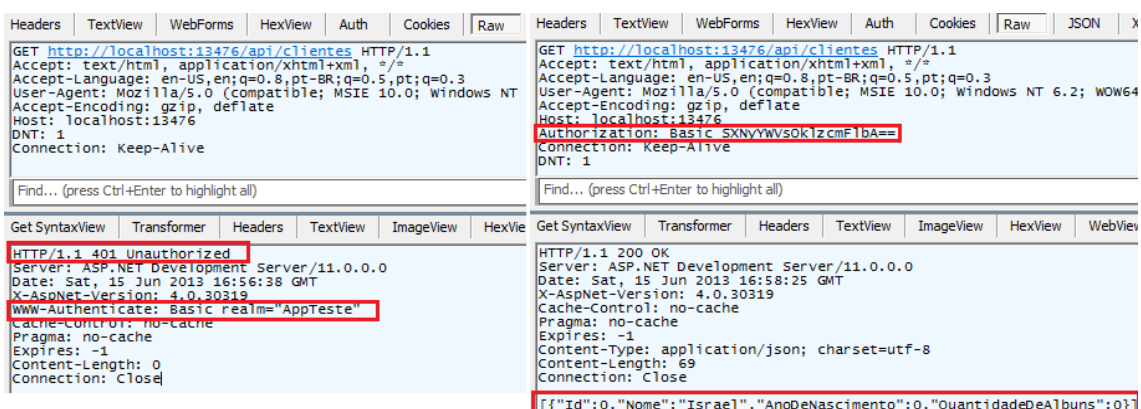 Headers TextView WebForms HexView Auth Cookies Raw
GET http://localhost:13476/api/clientes HTTP/1.1
Accept: text/html, application/xhtml+xml, */*
Accept-Language: en-US,en;q=0.8,pt-BR;q=0.5,pt;q=0.3
User-Agent: Mozilla/5.0 (compatible; MSIE 10.0; Windows NT
Accept-Encoding: gzip, deflate
Host: localhost:13476
DNT: 1
Connection: Keep-Alive
Find... (press Ctrl+Enter to highlight all)
Get SyntaxView Transformer Headers TextView ImageView HexVie
HTTP/1.1 401 Unauthorized
Server: ASP.NET Development Server/11.0.0.0
Date: Sat, 15 Jun 2013 16:56:38 GMT
X-AspNet-Version: 4.0.30319
WWW-Authenticate: Basic realm="AppTeste"
Cache-Control: no-cache
Pragma: no-cache
Expires: -1
Content-Length: 0
Connection: Close
Headers TextView WebForms HexView Auth Cookies Raw JSON X
GET http://localhost:13476/api/clientes HTTP/1.1
Accept: text/html, application/xhtml+xml, */*
Accept-Language: en-US,en;q=0.8,pt-BR;q=0.5,pt;q=0.3
User-Agent: Mozilla/5.0 (compatible; MSIE 10.0; Windows NT 6.2; WOW64
Accept-Encoding: gzip, deflate
Host: localhost:13476
Authorization: Basic SXNyYWVsOklzcmFlbA==
Connection: Keep-Alive
DNT: 1
Find... (press Ctrl+Enter to highlight all)
Get SyntaxView Transformer Headers TextView ImageView HexView WebView
HTTP/1.1 200 OK
Server: ASP.NET Development Server/11.0.0.0
Date: Sat, 15 Jun 2013 16:58:25 GMT
X-AspNet-Version: 4.0.30319
Cache-Control: no-cache
Pragma: no-cache
Expires: -1
Content-Type: application/json; charset=utf-8
Content-Length: 69
Connection: Close
[{"Id":0,"Nome":"Israel","AnoDeNascimento":0,"QuantidadeDeAlbuns":0}]